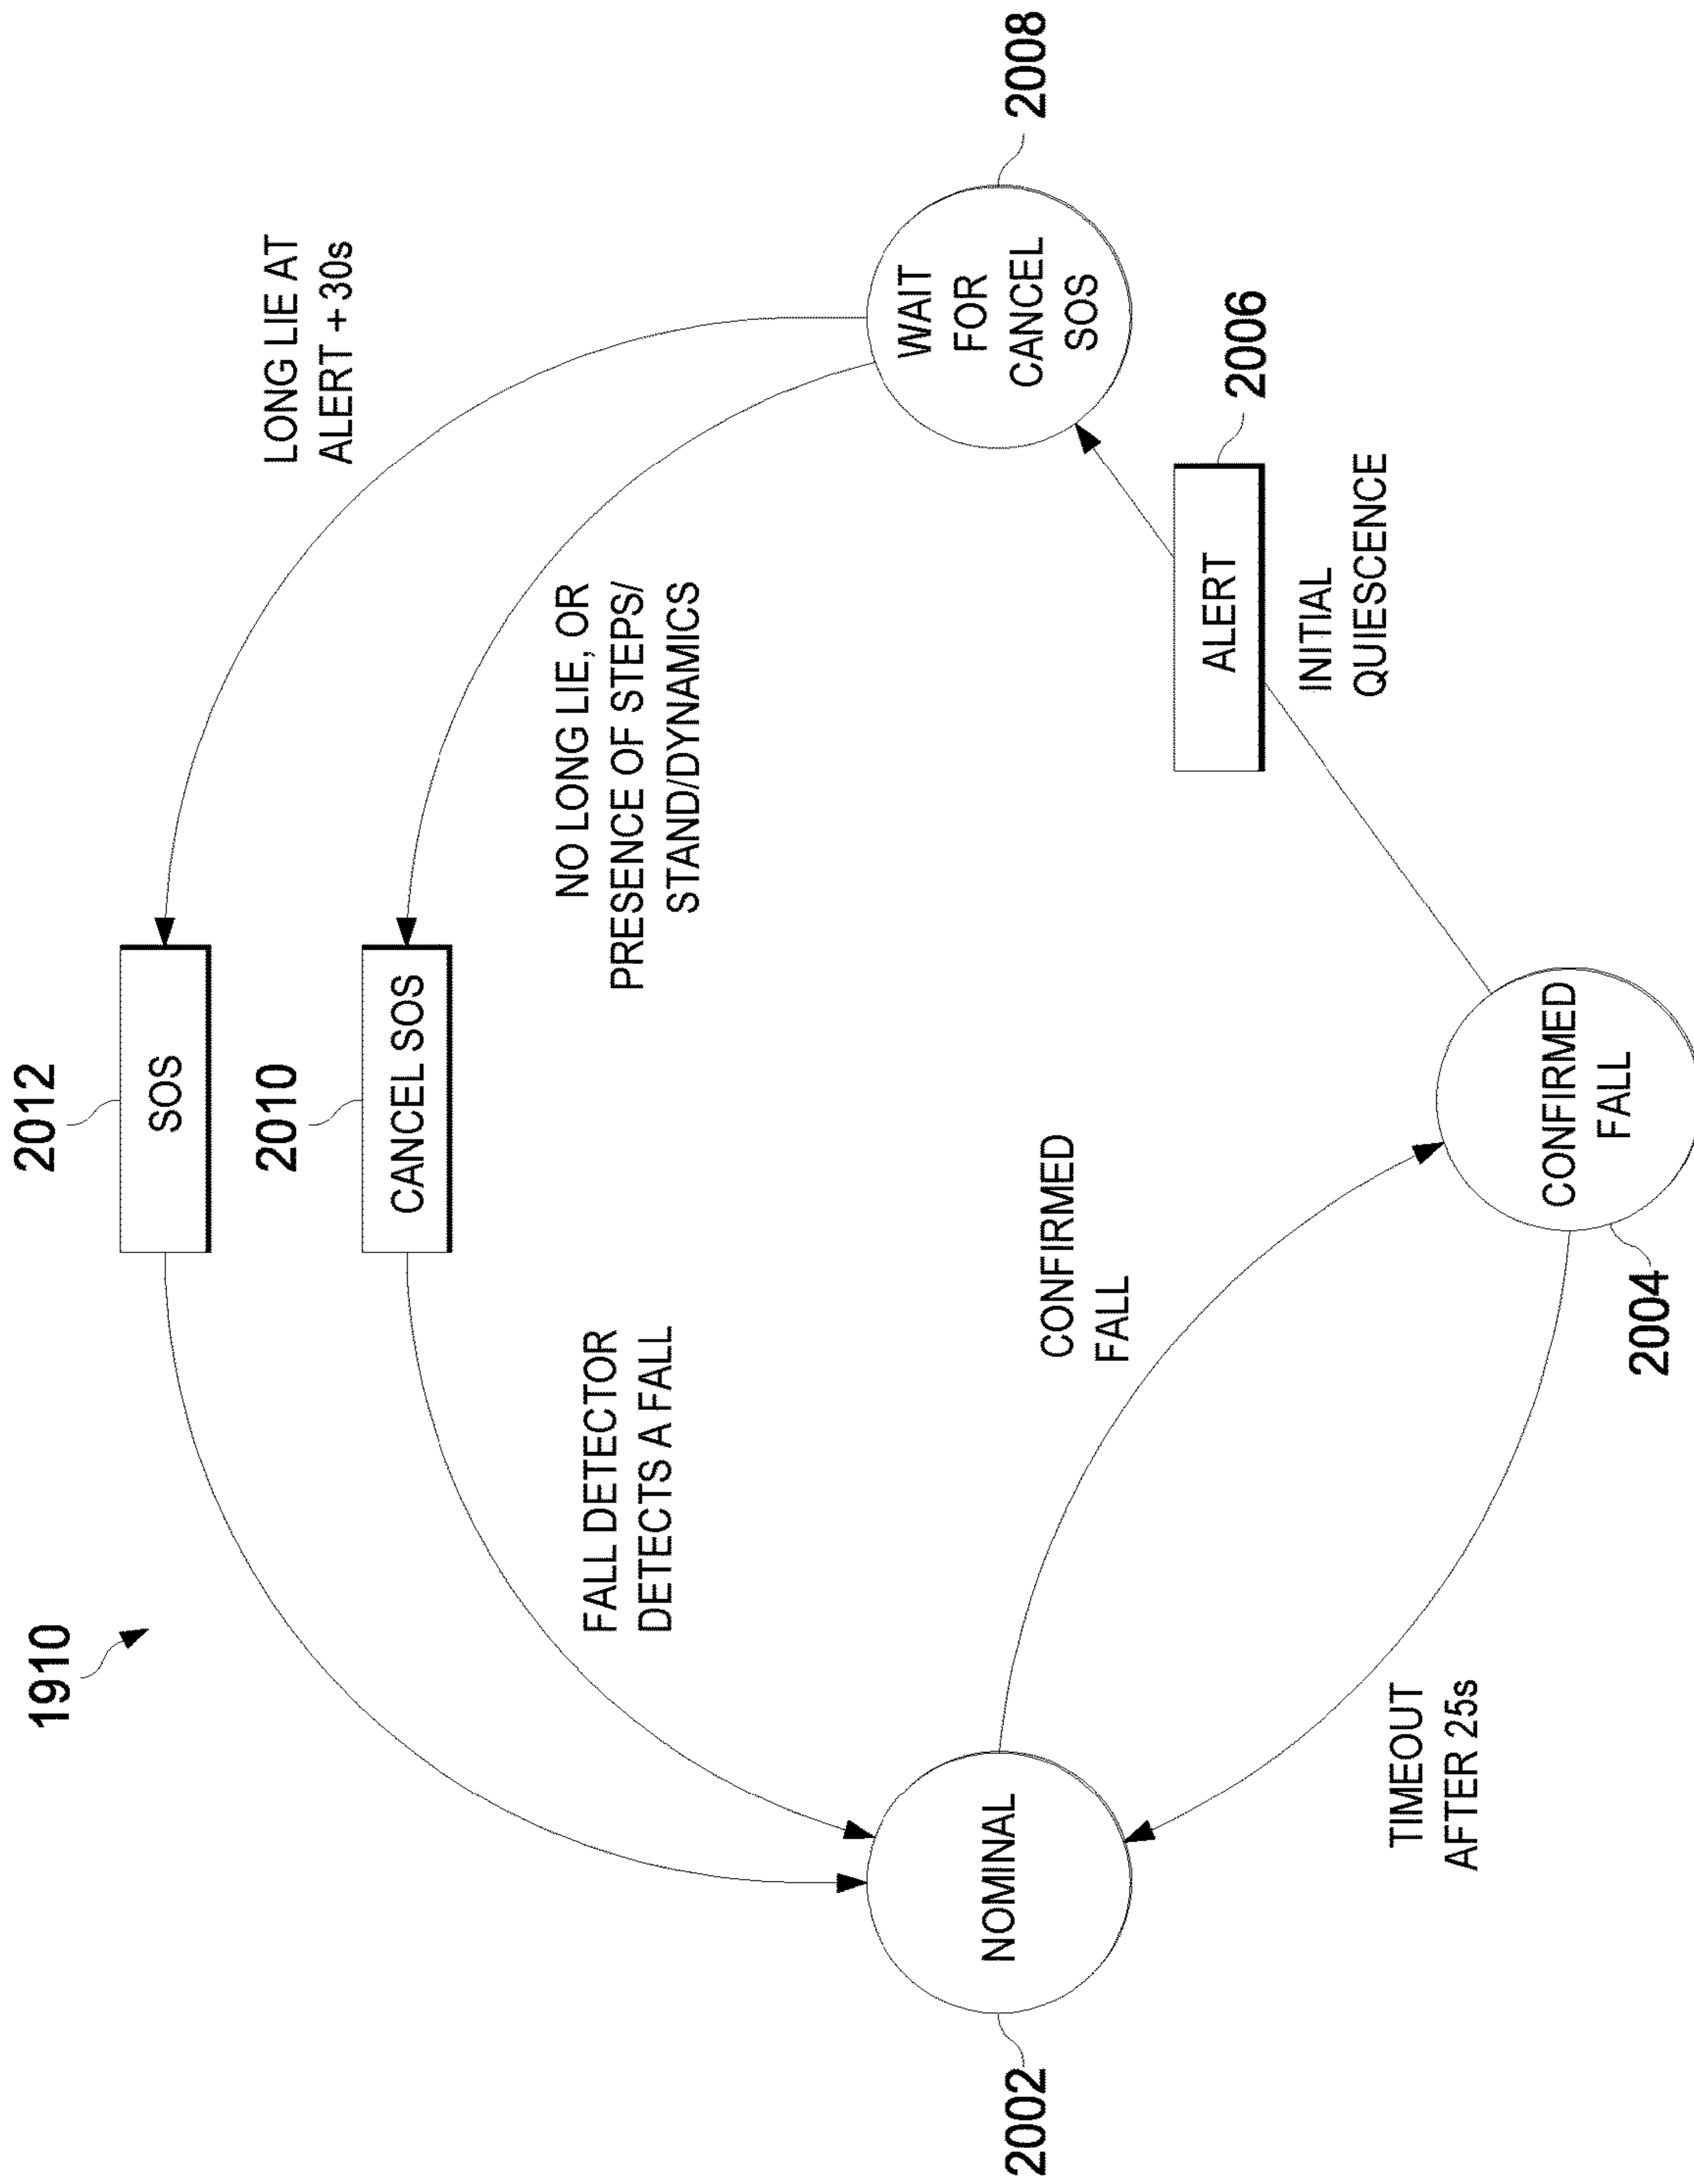 1910
2012
SOS
2010
CANCEL SOS
LONG LIE AT
ALERT + 30s
NO LONG LIE, OR
PRESENCE OF STEPS/
STAND/DYNAMICS
FALL DETECTOR
DETECTS A FALL
2002
NOMINAL
CONFIRMED
FALL
WAIT
FOR
CANCEL
SOS
2008
ALERT
2006
INITIAL
QUIESCENCE
TIMEOUT
AFTER 25s
CONFIRMED
FALL
2004